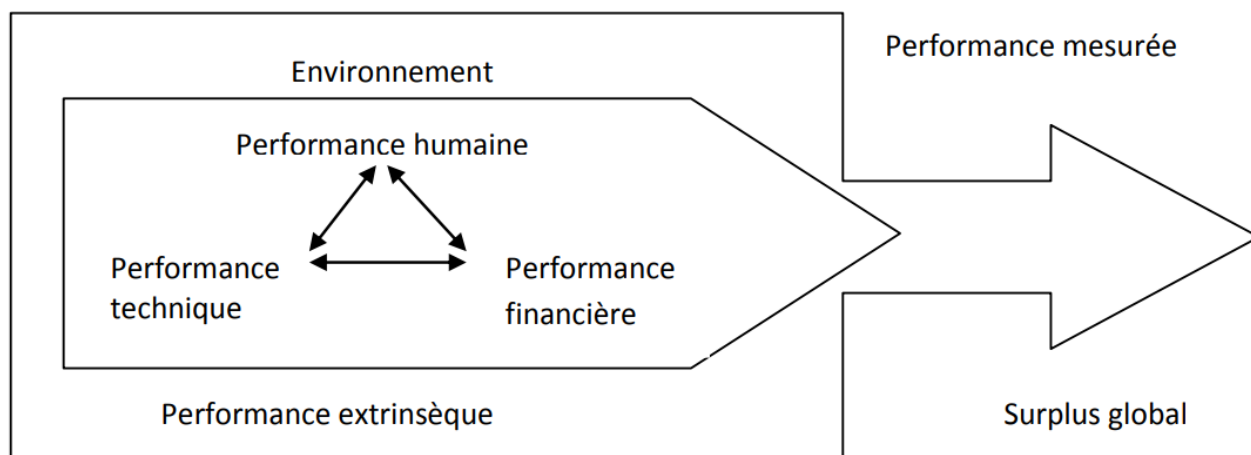 Performance mesurée
Environnement
Performance humaine
Performance
technique
Performance
financière
Performance extrinsèque
Surplus global